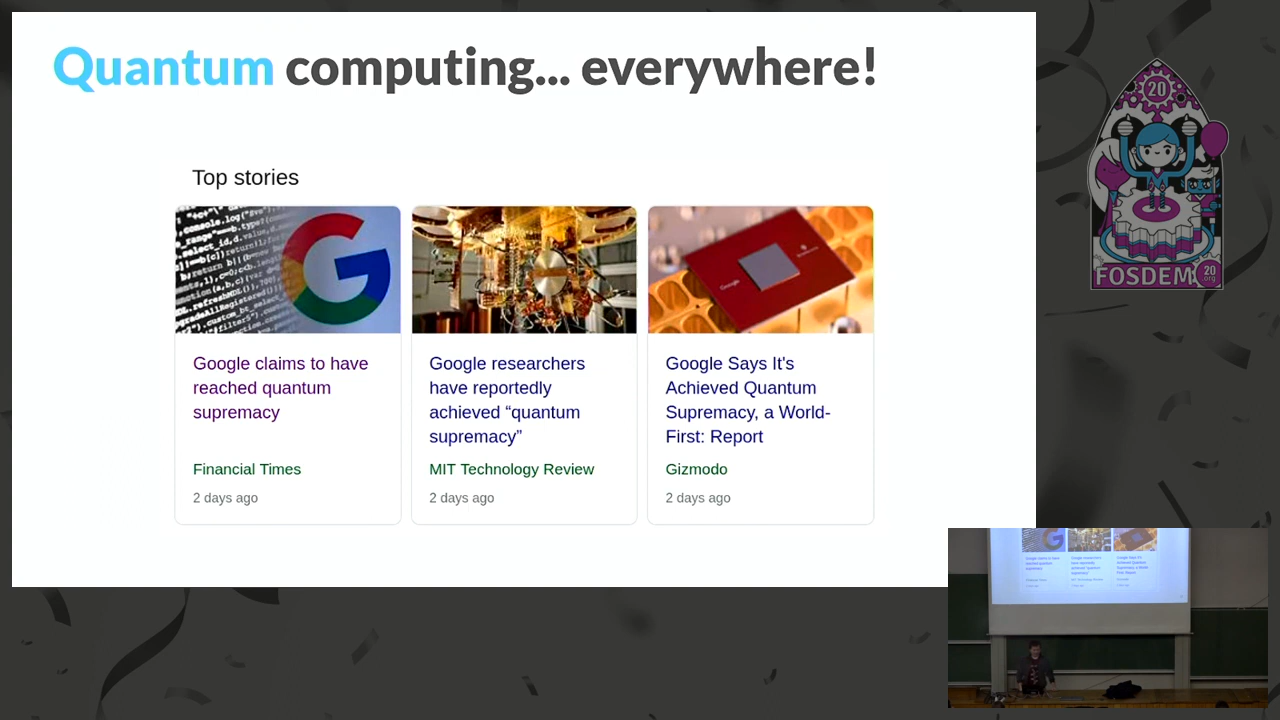 Quantum computing... everywhere!
Top stories
Google claims to have
reached quantum
supremacy
Financial Times
2 days ago
Google researchers
have reportedly
achieved “quantum
supremacy”
MIT Technology Review
2 days ago
Google Says It's
Achieved Quantum
Supremacy, a World-
First: Report
Gizmodo
2 days ago
20
FOSDEM
20
.org